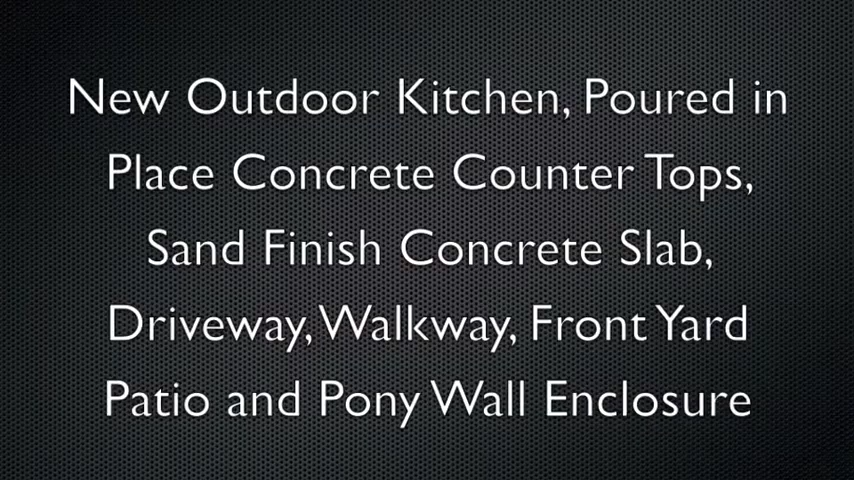 New Outdoor Kitchen, Poured in
Place Concrete Counter Tops,
Sand Finish Concrete Slab,
Driveway, Walkway, Front Yard
Patio and Pony Wall Enclosure